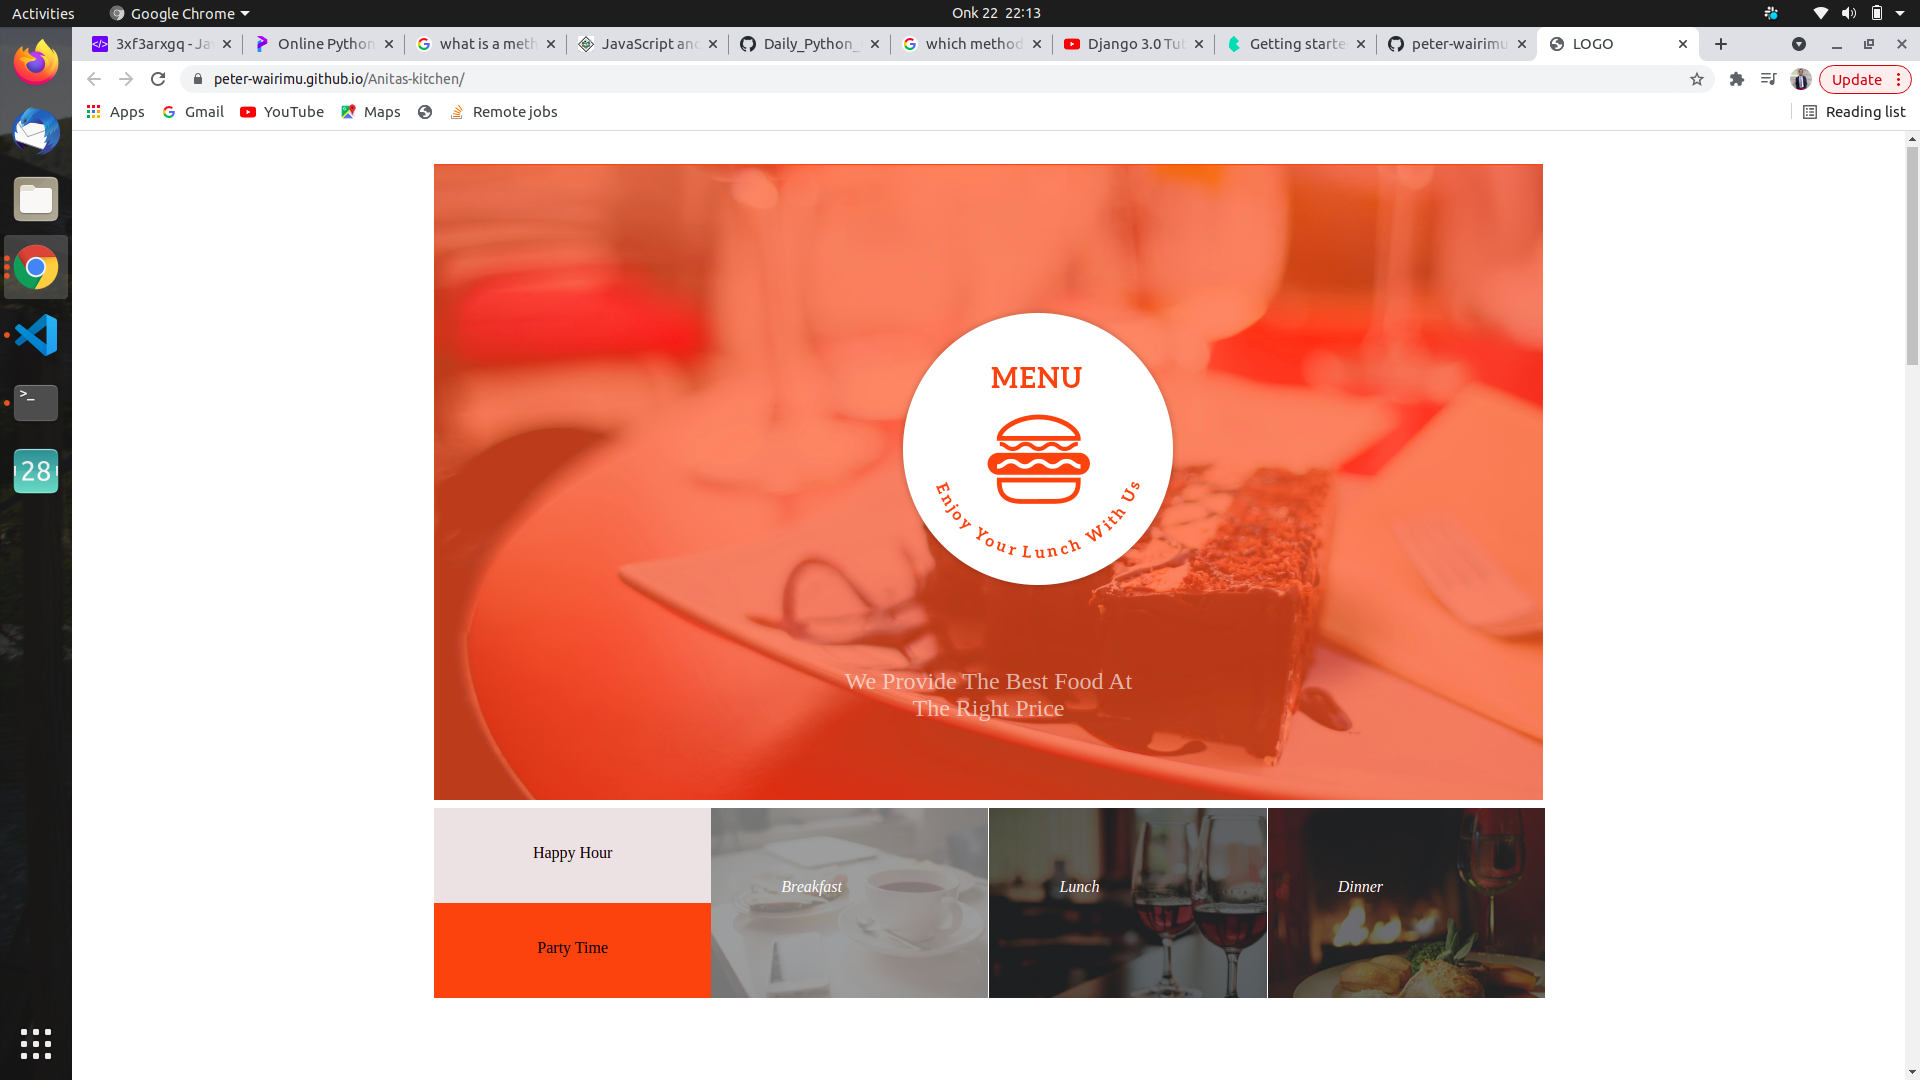 Activities
Google Chrome
Onk 22 22:13
3xf3arxgq - Ja
Online Python
what is a meth
JavaScript and
Daily_Python_
which method
Django 3.0 Tut
Getting starte
peter-wairimu
LOGO
peter-wairimu.github.io/Anitas-kitchen/
Update
Apps
Gmail
YouTube
Maps
Remote jobs
Reading list
>_
28
MENU
Enjoy Your Lunch With Us
We Provide The Best Food At
The Right Price
Happy Hour
Party Time
Breakfast
Lunch
Dinner